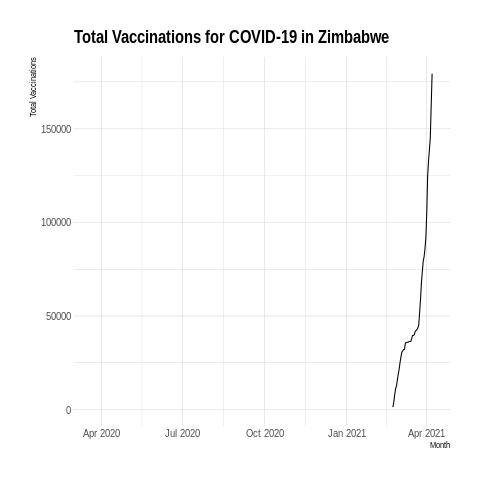 Total Vaccinations for COVID-19 in Zimbabwe
Total Vaccinations
150000
100000
50000
0
Apr 2020 Jul 2020 Oct 2020 Jan 2021 Apr 2021
Month